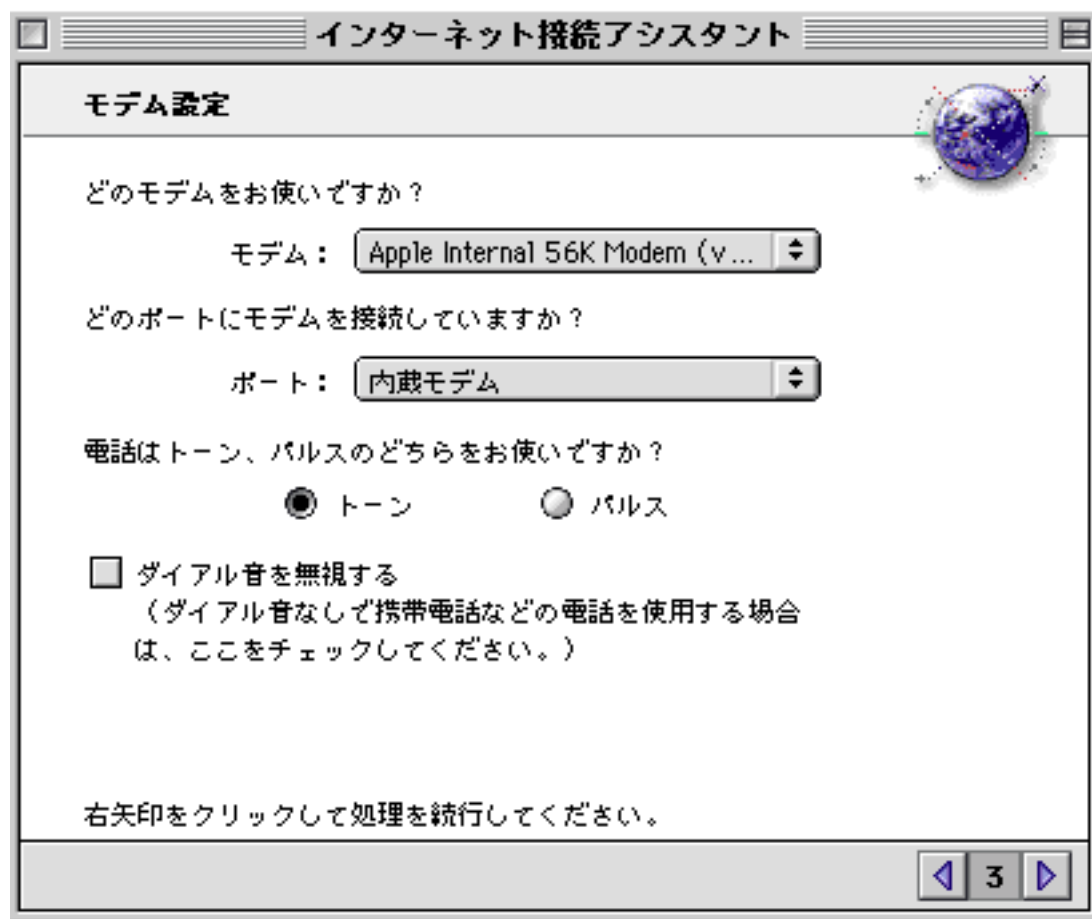 インターネット接続アシスタント
モデム設定
どのモデムをお使いですか？
モデム： Apple Internal 56K Modem (v...
どのポートにモデムを接続していますか？
ポート： 内蔵モデム
電話はトーン、パルスのどちらをお使いですか？
トーン パルス
ダイアル音を無視する
（ダイアル音なしで携帯電話などの電話を使用する場合
は、ここをチェックしてください。）
右矢印をクリックして処理を続行してください。
3